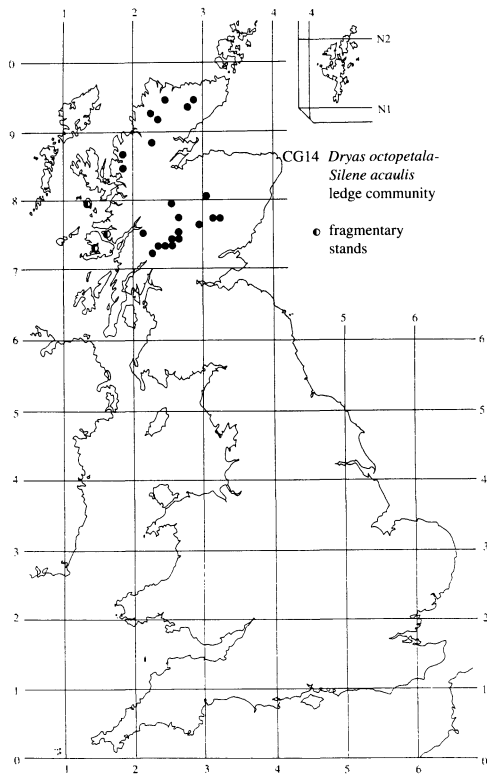 1 2 3 4
N2
0
N1
9
CG14 Dryas octopetala-
Silene acaulis
ledge community
8
fragmentary
stands
7
5 6
6 6
5 5
4 4
3 3
2 2
1 1
0 0
1 2 3 4 5 6